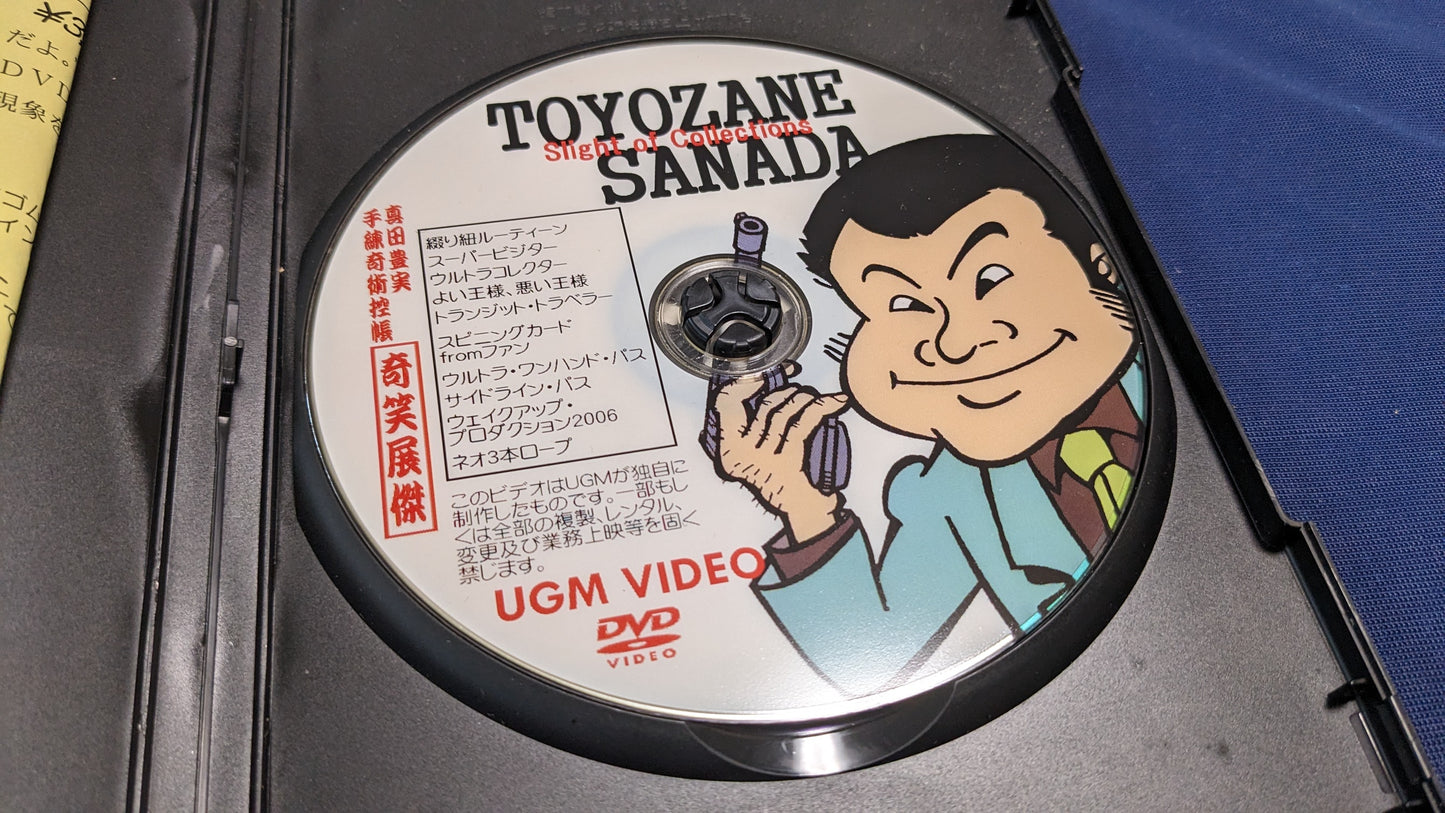 TOYOZANE
Slight of Collections
SANADA
真田豊実
手練奇術控帳
奇笑展傑
綴り紐ルーティーン
スーパービジター
ウルトラコレクター
よい王様、悪い王様
トランジット・トラベラー
スピニングカード
fromファン
ウルトラ・ワンハンド・パス
サイドライン・パス
ウェイクアップ・
プロダクション2006
ネオ3本ロープ
このビデオはUGMが独自に
制作したものです。一部もし
くは全部の複製、レンタル、
変更及び業務上映等を固く
禁じます。
UGM VIDEO
DVD
VIDEO
だよ。
DVD
現象を